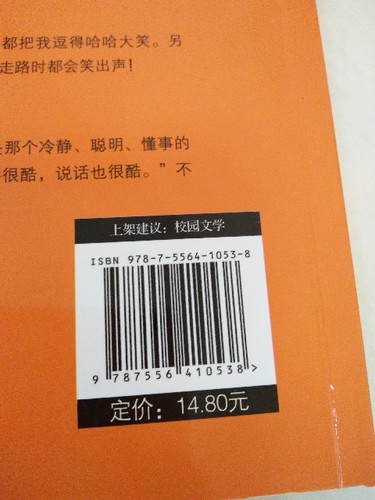 都把我逗得哈哈大笑。另
走路时都会笑出声！
那个冷静、聪明、懂事的
很酷，说话也很酷。”不
上架建议：校园文学
ISBN 978-7-5564-1053-8
9 787556 410538 >
定价：14.80元